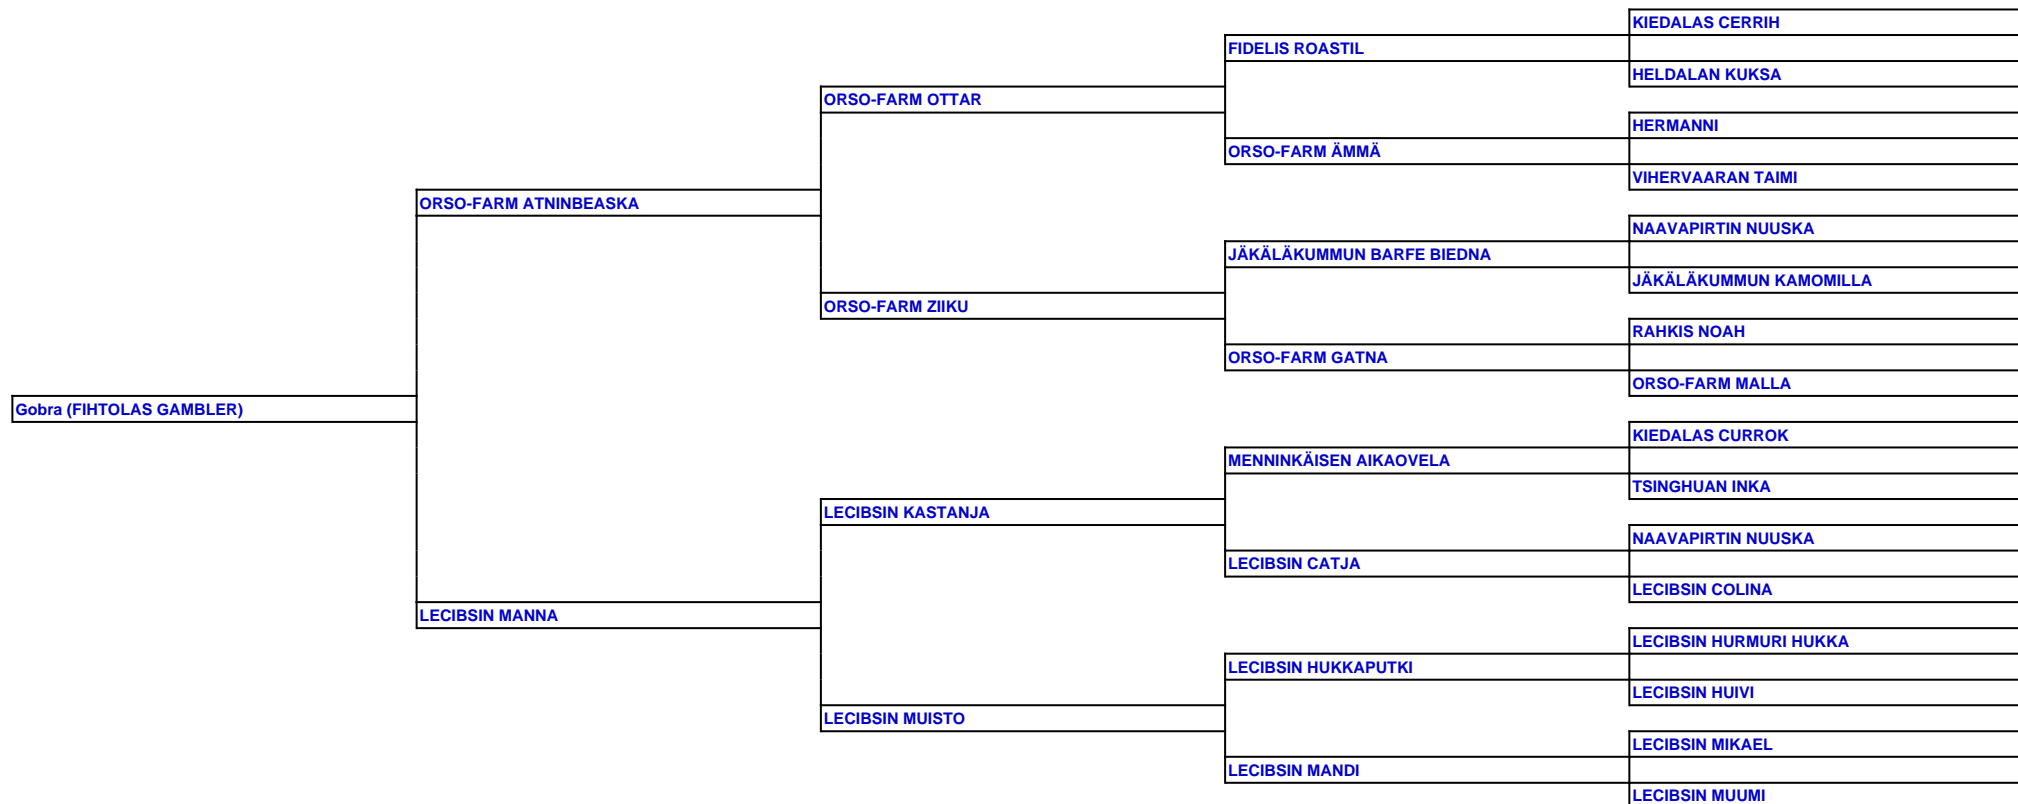 KIEDALAS CERRIH
FIDELIS ROASTIL
HELDALAN KUKSA
ORSO-FARM OTTAR
HERMANNI
ORSO-FARM ÄMMÄ
VIHERVAARAN TAIMI
ORSO-FARM ATNINBEASKA
NAAVAPIRTIN NUUSKA
JÄKÄLÄKUMMUN BARFE BIEDNA
JÄKÄLÄKUMMUN KAMOMILLA
ORSO-FARM ZIIKU
RAHKIS NOAH
ORSO-FARM GATNA
ORSO-FARM MALLA
Gobra (FIHTOLAS GAMBLER)
KIEDALAS CURROK
MENNINKÄISEN AIKAOVELA
TSINGHUAN INKA
LECIBSIN KASTANJA
NAAVAPIRTIN NUUSKA
LECIBSIN CATJA
LECIBSIN COLINA
LECIBSIN MANNA
LECIBSIN HURMURI HUKKA
LECIBSIN HUKKAPUTKI
LECIBSIN HUIVI
LECIBSIN MUISTO
LECIBSIN MIKAEL
LECIBSIN MANDI
LECIBSIN MUUMI